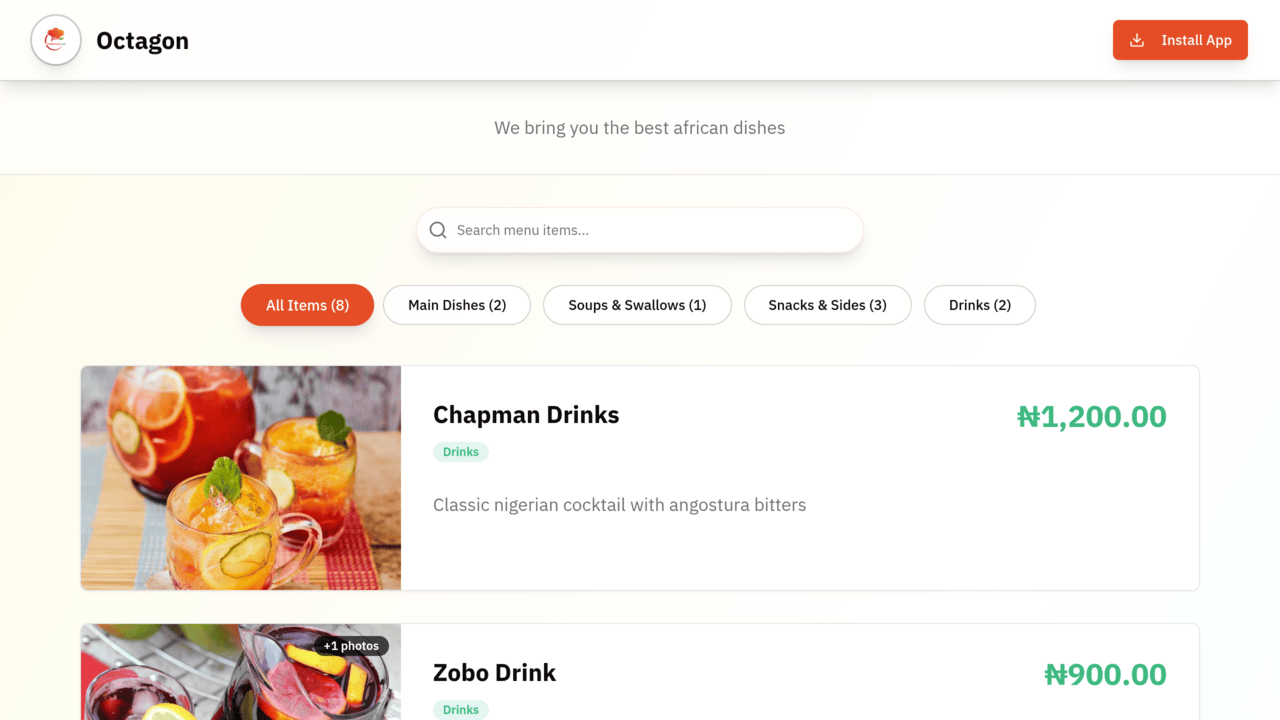 Octagon
Install App
We bring you the best african dishes
Search menu items...
All Items (8)
Main Dishes (2)
Soups & Swallows (1)
Snacks & Sides (3)
Drinks (2)
Chapman Drinks
₦1,200.00
Drinks
Classic nigerian cocktail with angostura bitters
+1 photos
Zobo Drink
₦900.00
Drinks